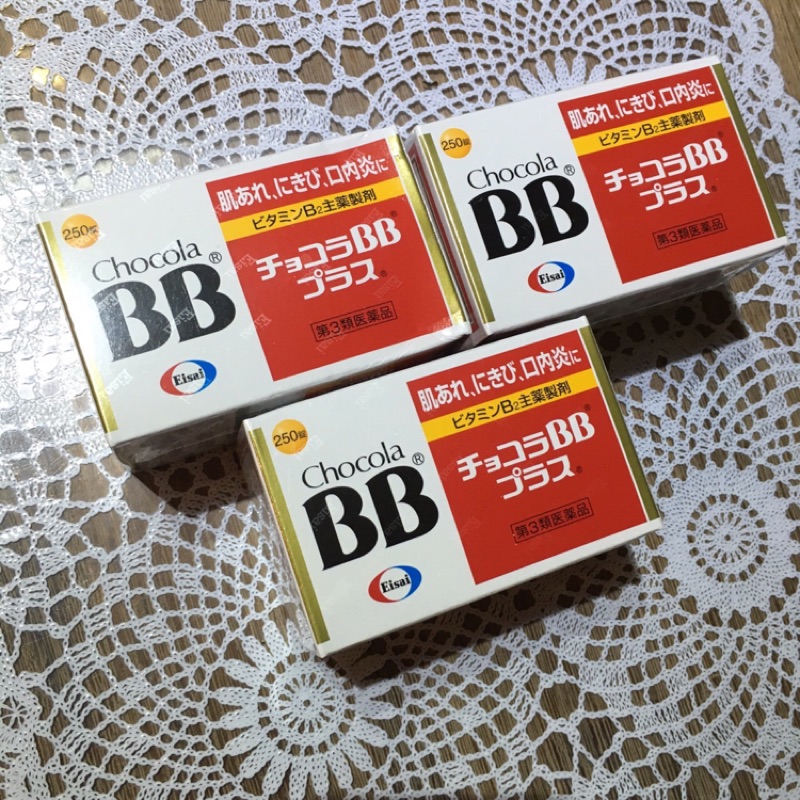 250錠
Chocola®
BB
Eisai
肌あれ、にきび、口内炎に
ビタミンB₂主薬製剤
チョコラBB®
プラス®
第3類医薬品
250錠
Chocola®
BB
Eisai
肌あれ、にきび、口内炎に
ビタミンB₂主薬製剤
チョコラBB®
プラス®
第3類医薬品
250錠
Chocola®
BB
Eisai
肌あれ、にきび、口内炎に
ビタミンB₂主薬製剤
チョコラBB®
プラス®
第3類医薬品